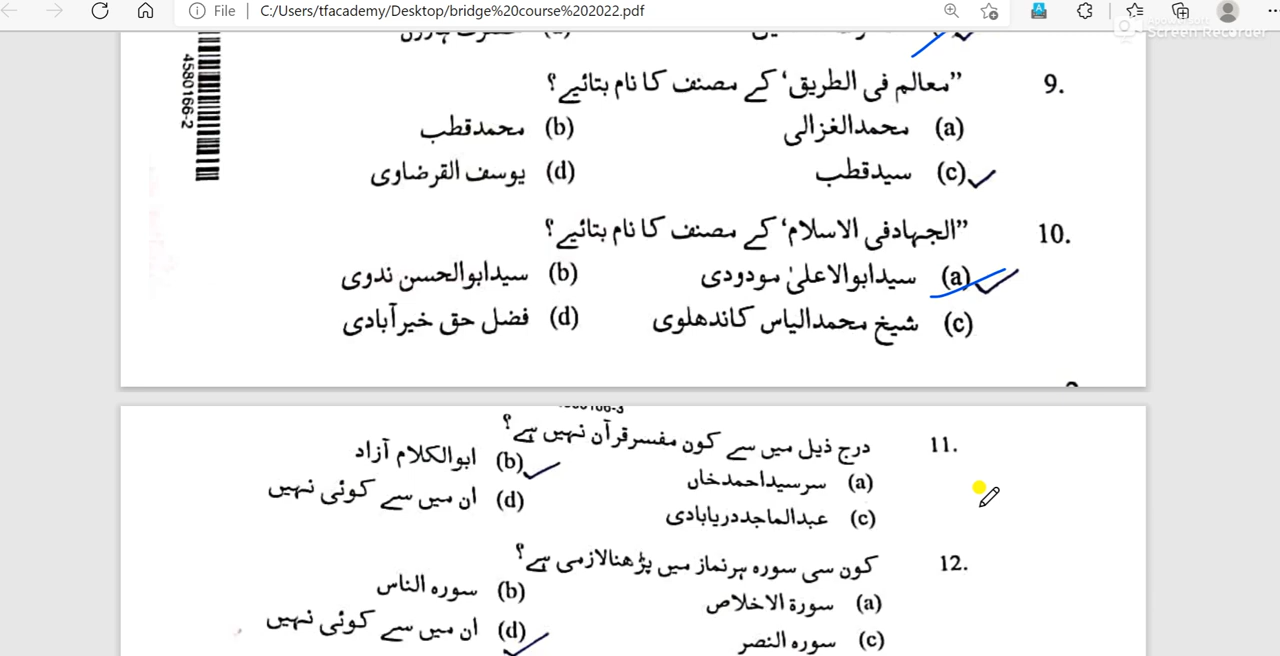 File C:/Users/tfacademy/Desktop/bridge%20course%202022.pdf
Screen Recorder
4580166-2
9. ”معالم فی الطریق‘ کے مصنف کا نام بتائیے؟
(a) محمدالغزالی (b) محمدقطب
(c) سیدقطب (d) یوسف القرضاوی
10. ”الجہادفی الاسلام‘ کے مصنف کا نام بتائیے؟
(a) سیدابوالاعلیٰ مودودی (b) سیدابوالحسن ندوی
(c) شیخ محمدالیاس کاندھلوی (d) فضل حق خیرآبادی
11. درج ذیل میں سے کون مفسرقرآن نہیں ہے؟
(a) سرسیداحمدخاں (b) ابوالکلام آزاد
(c) عبدالماجددریابادی (d) ان میں سے کوئی نہیں
12. کون سی سورہ ہرنماز میں پڑھنالازمی ہے؟
(a) سورۃ الاخلاص (b) سورہ الناس
(c) سورہ النصر (d) ان میں سے کوئی نہیں